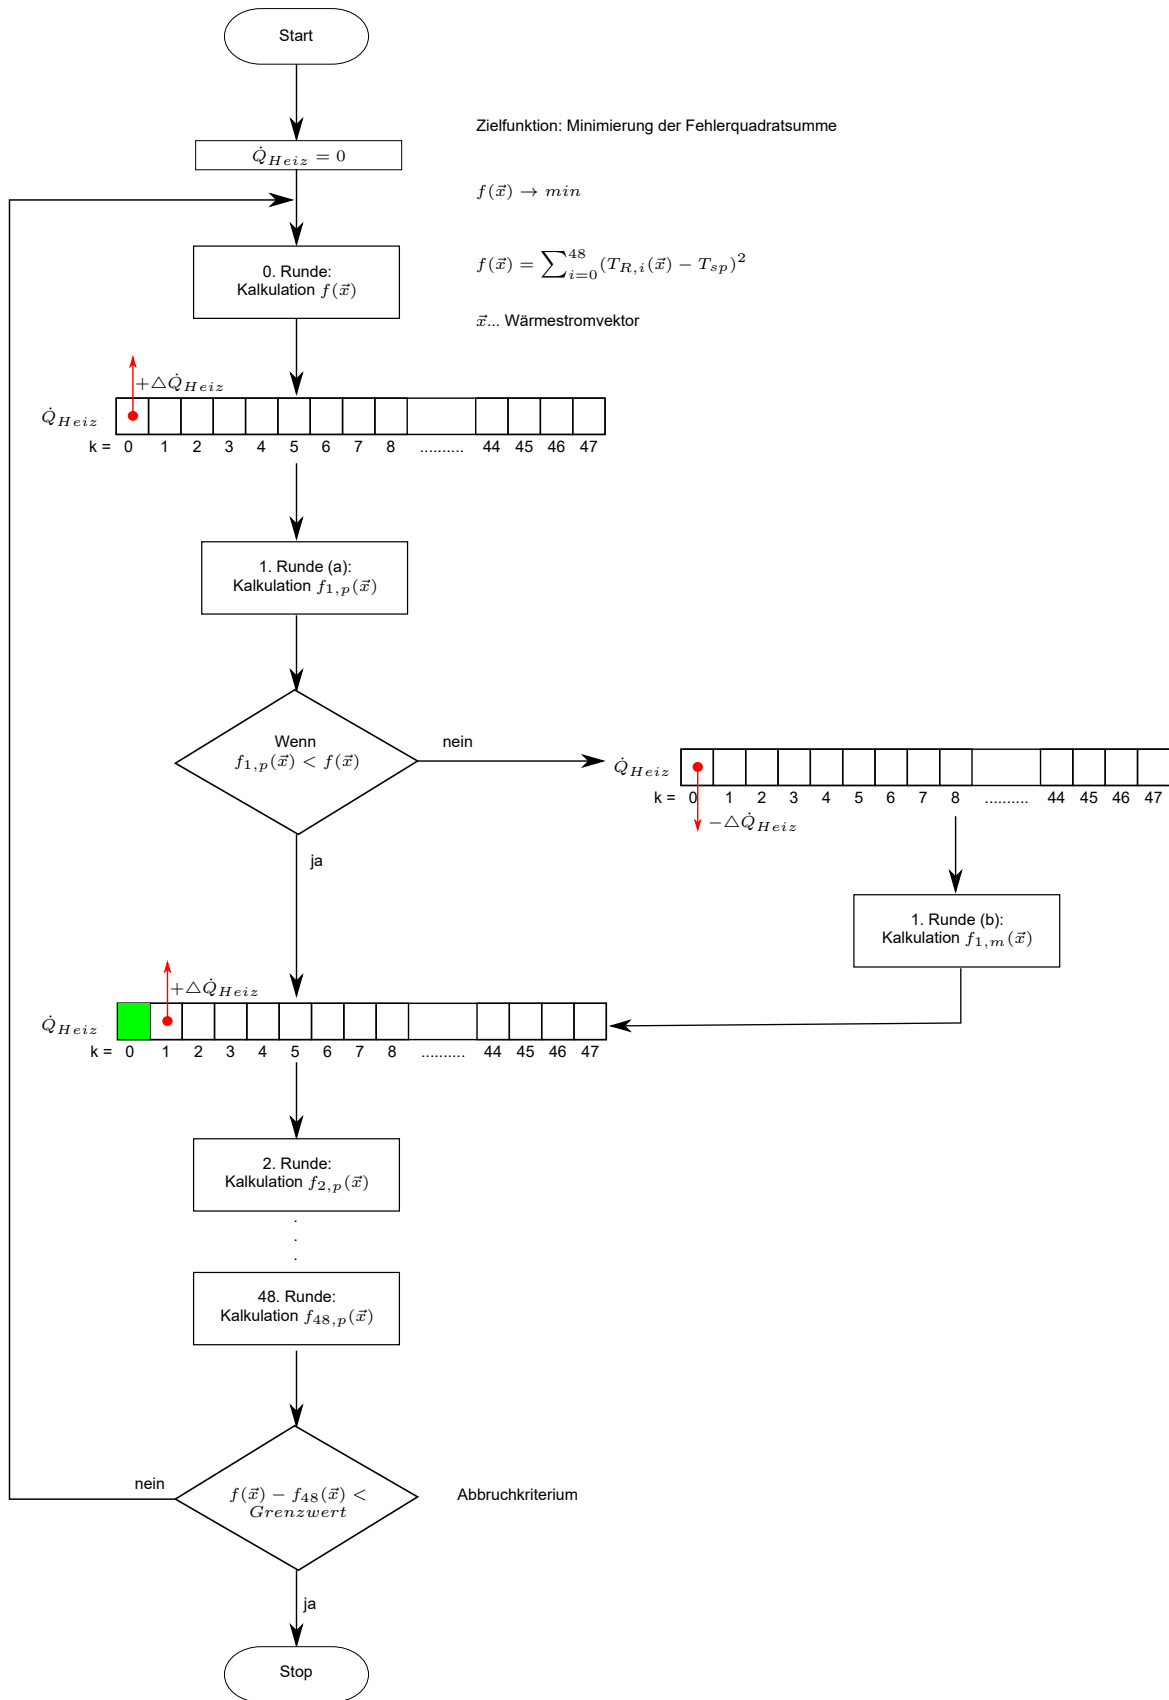 Start
Zielfunktion: Minimierung der Fehlerquadratsumme
Q̇_Heiz = 0
f(x⃗) → min
0. Runde:
Kalkulation f(x⃗)
f(x⃗) = ∑_{i=0}^{48} (T_{R,i}(x⃗) − T_{sp})²
x⃗... Wärmestromvektor
+△Q̇_Heiz
Q̇_Heiz
k = 0 1 2 3 4 5 6 7 8 .......... 44 45 46 47
1. Runde (a):
Kalkulation f_{1,p}(x⃗)
Wenn
f_{1,p}(x⃗) < f(x⃗)
nein
Q̇_Heiz
k = 0 1 2 3 4 5 6 7 8 .......... 44 45 46 47
−△Q̇_Heiz
ja
1. Runde (b):
Kalkulation f_{1,m}(x⃗)
+△Q̇_Heiz
Q̇_Heiz
k = 0 1 2 3 4 5 6 7 8 .......... 44 45 46 47
2. Runde:
Kalkulation f_{2,p}(x⃗)
.
.
.
48. Runde:
Kalkulation f_{48,p}(x⃗)
nein
f(x⃗) − f_{48}(x⃗) <
Grenzwert
Abbruchkriterium
ja
Stop